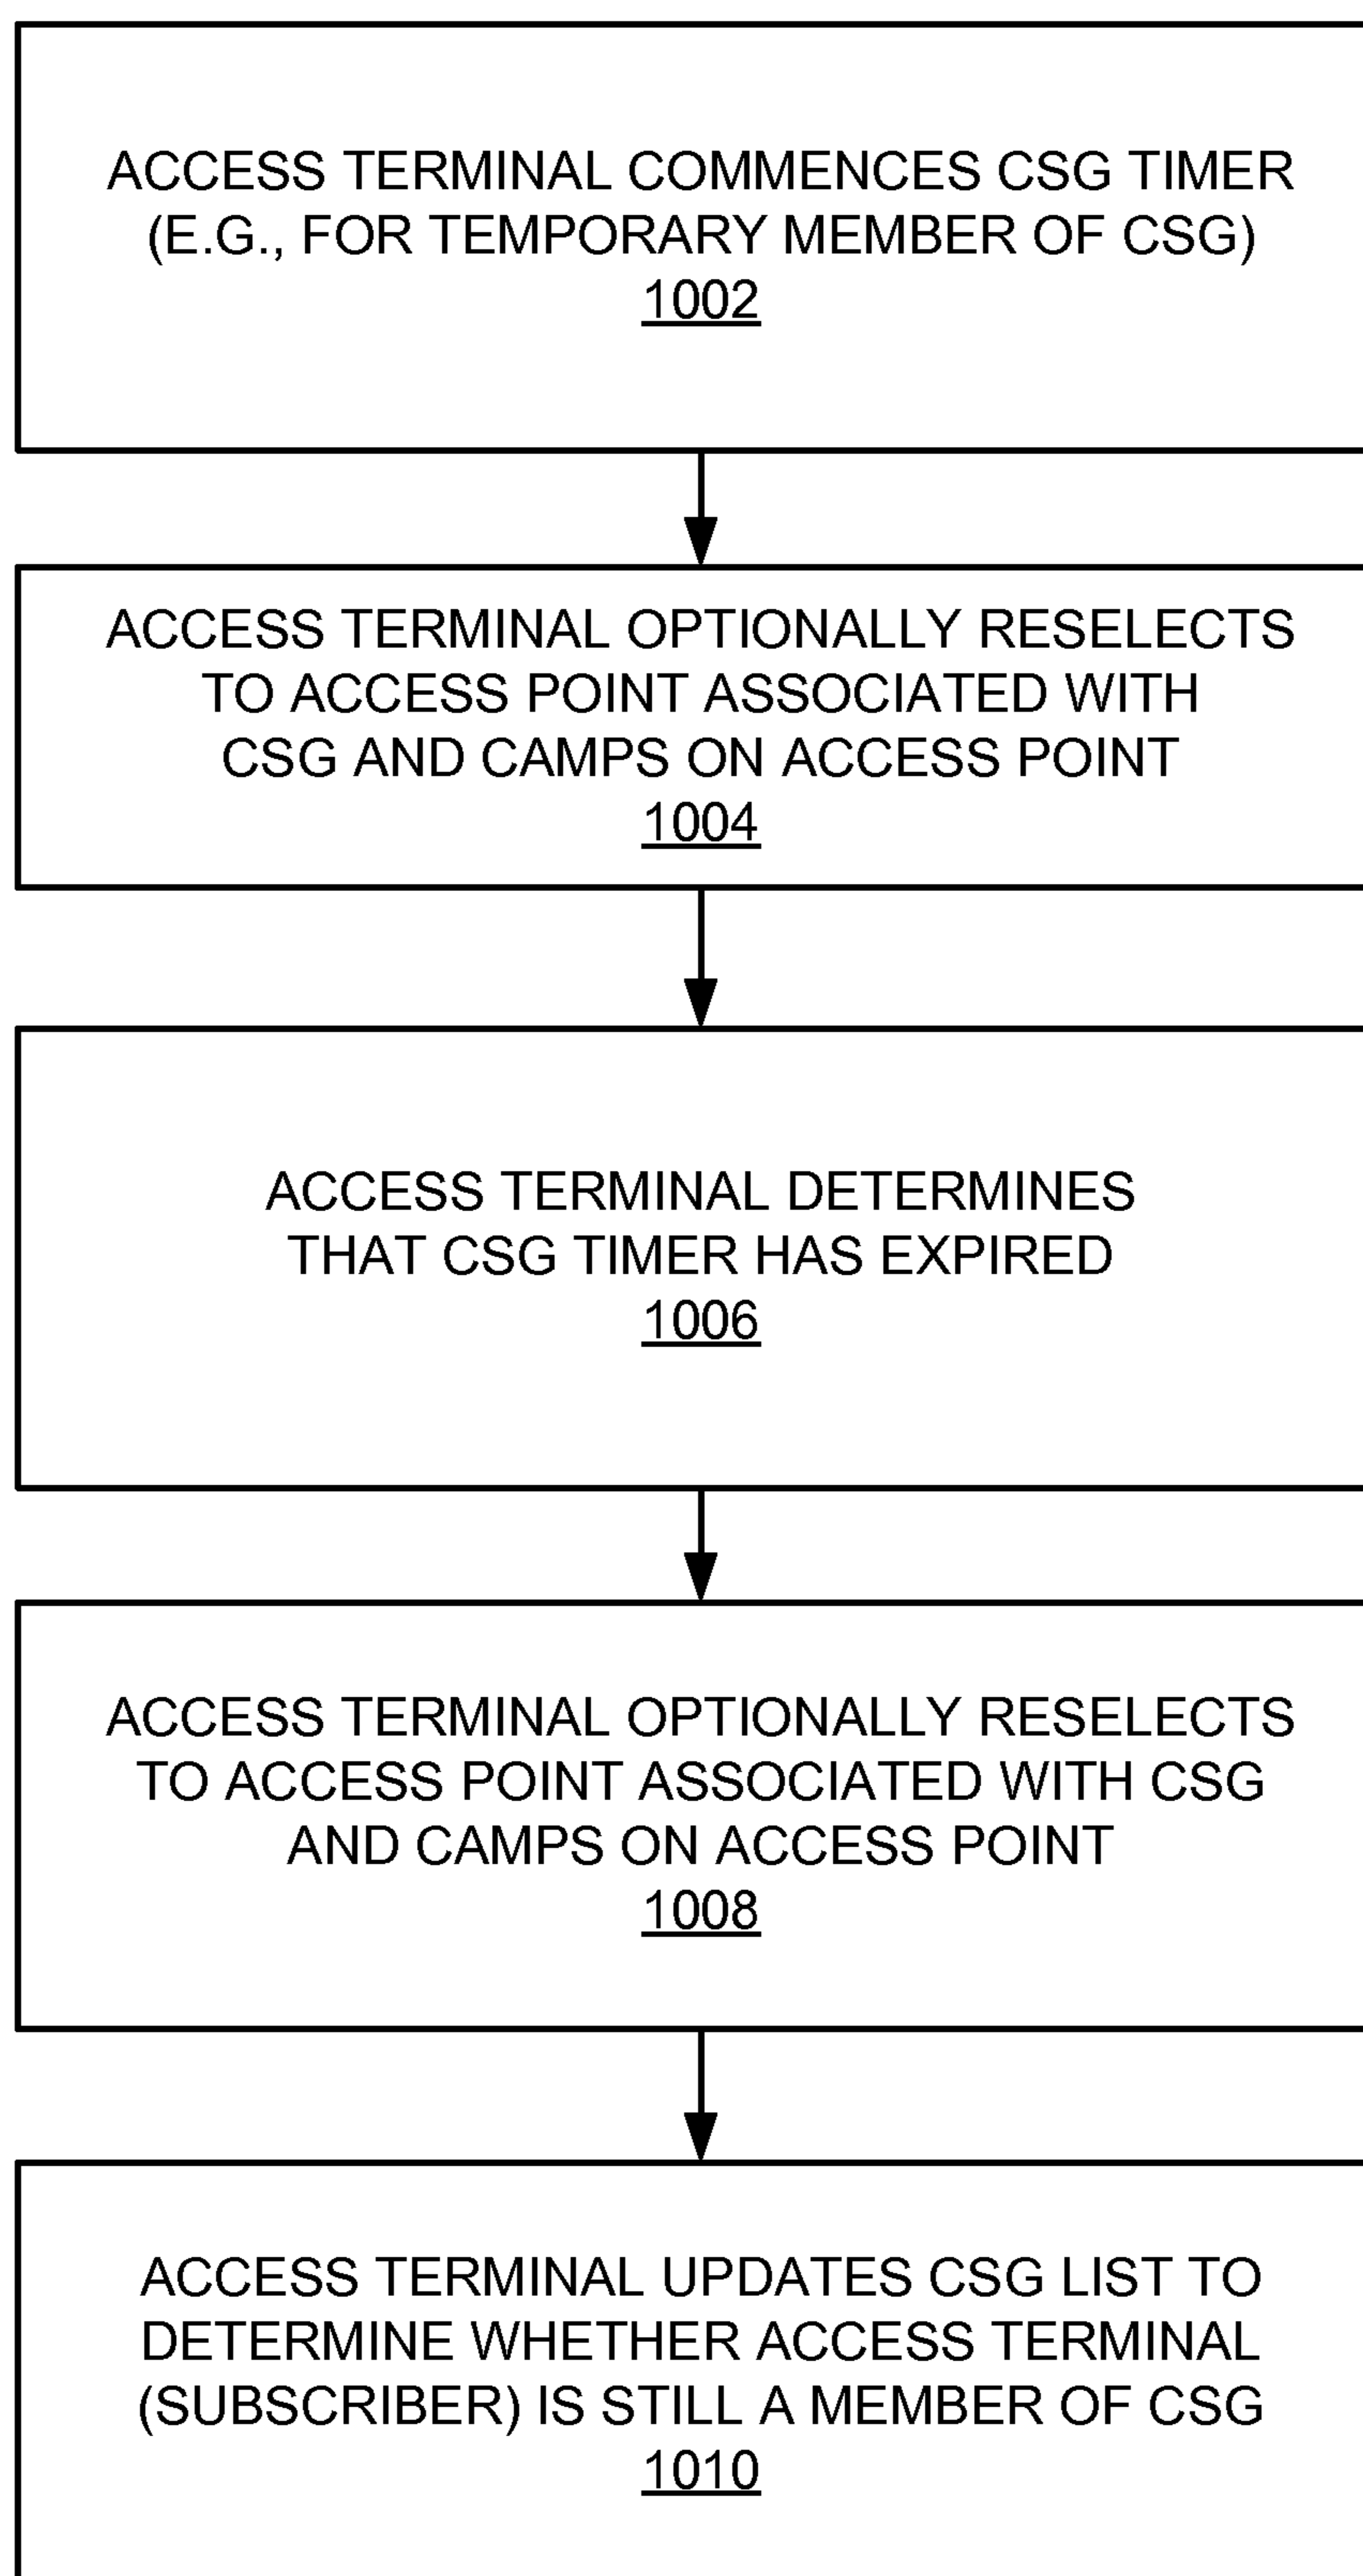 ACCESS TERMINAL COMMENCES CSG TIMER
(E.G., FOR TEMPORARY MEMBER OF CSG)
1002
ACCESS TERMINAL OPTIONALLY RESELECTS
TO ACCESS POINT ASSOCIATED WITH
CSG AND CAMPS ON ACCESS POINT
1004
ACCESS TERMINAL DETERMINES
THAT CSG TIMER HAS EXPIRED
1006
ACCESS TERMINAL OPTIONALLY RESELECTS
TO ACCESS POINT ASSOCIATED WITH CSG
AND CAMPS ON ACCESS POINT
1008
ACCESS TERMINAL UPDATES CSG LIST TO
DETERMINE WHETHER ACCESS TERMINAL
(SUBSCRIBER) IS STILL A MEMBER OF CSG
1010